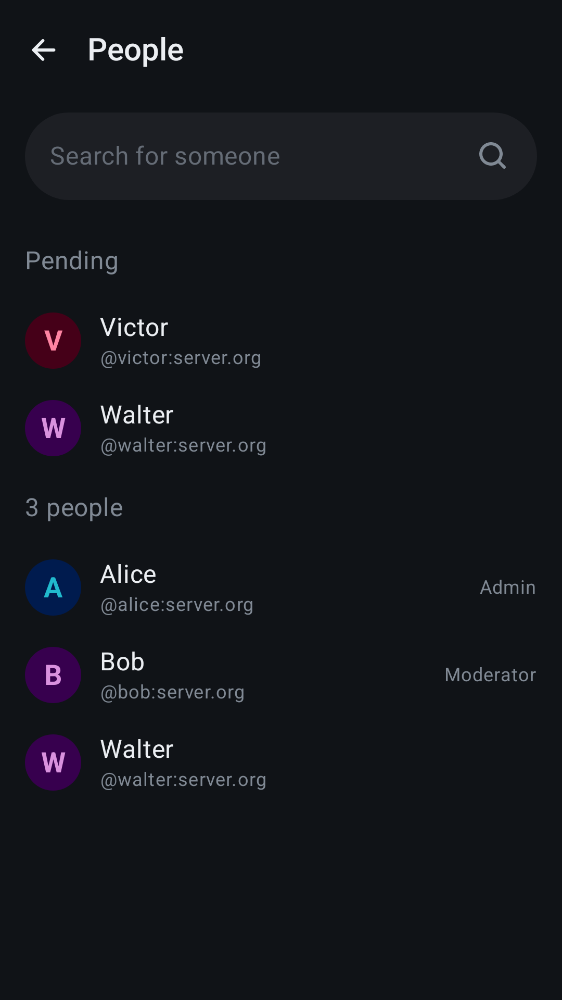 People
Search for someone
Pending
V
Victor
@victor:server.org
W
Walter
@walter:server.org
3 people
A
Alice
@alice:server.org
Admin
B
Bob
@bob:server.org
Moderator
W
Walter
@walter:server.org